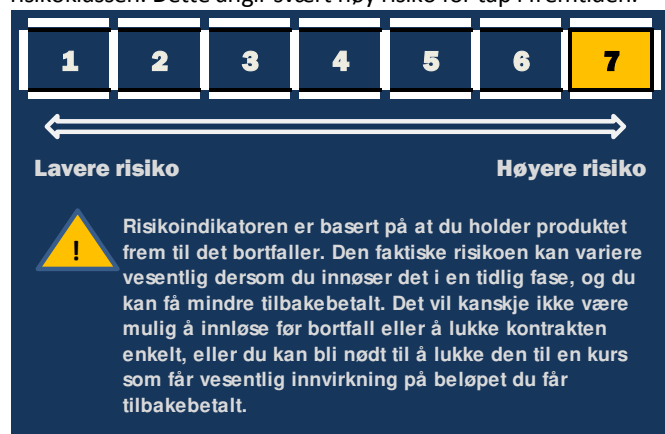 risikoklassen. Dette angir svært høy risiko for tap i fremtiden.
1 2 3 4 5 6 7
Lavere risiko Høyere risiko
! Risikoindikatoren er basert på at du holder produktet
frem til det bortfaller. Den faktiske risikoen kan variere
vesentlig dersom du innøser det i en tidlig fase, og du
kan få mindre tilbakebetalt. Det vil kanskje ikke være
mulig å innløse før bortfall eller å lukke kontrakten
enkelt, eller du kan bli nødt til å lukke den til en kurs
som får vesentlig innvirkning på beløpet du får
tilbakebetalt.